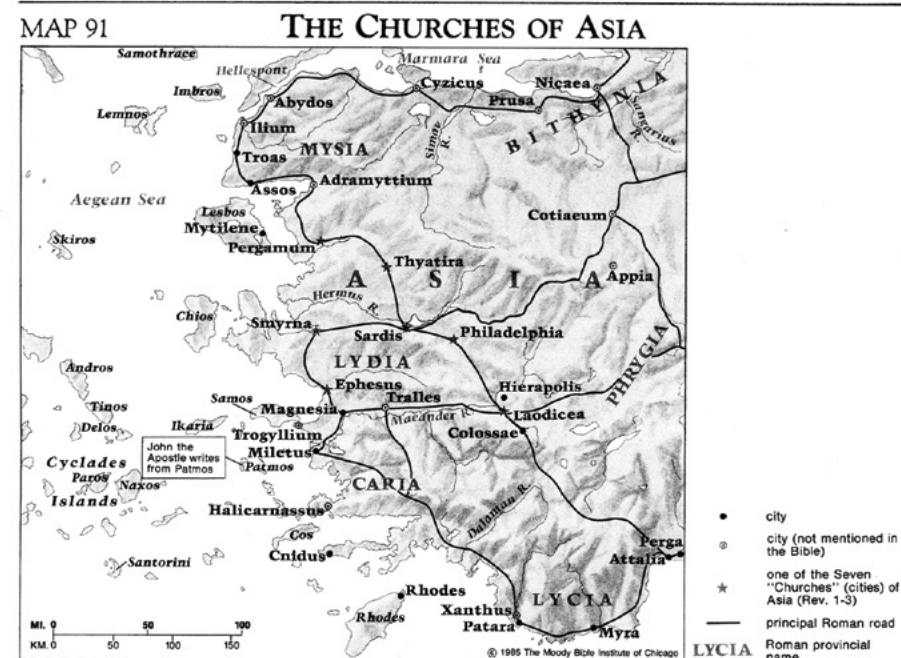 MAP 91
THE CHURCHES OF ASIA
Samothrace
Marmara Sea
Hellespont
Imbros
Cyzicus
Nicaea
Abydos
Prusa
BITHYNIA
Lemnos
Ilium
Simav
R.
Sangarius
R.
MYSIA
Troas
Assos
Adramyttium
Aegean Sea
Lesbos
Mytilene
Cotiaeum
Skiros
Pergamum
Thyatira
ASIA
Appia
Hermus R.
Chios
Smyrna
Sardis
Philadelphia
LYDIA
PHRYGIA
Andros
Ephesus
Hierapolis
Samos
Tralles
Tinos
Magnesia
Maeander R.
Laodicea
Delos
Ikaria
Trogyllium
Colossae
John the
Apostle writes
from Patmos
Miletus
Patmos
Cyclades
Paros
Naxos
Islands
CARIA
Halicarnassus
Dalaman R.
Cos
Cnidus
Perga
Attalia
Santorini
Rhodes
Rhodes
Xanthus
LYCIA
Patara
Myra
MI. 0 50 100
KM. 0 50 100 150
© 1985 The Moody Bible Institute of Chicago
city
city (not mentioned in
the Bible)
one of the Seven
"Churches" (cities) of
Asia (Rev. 1-3)
principal Roman road
LYCIA Roman provincial
name